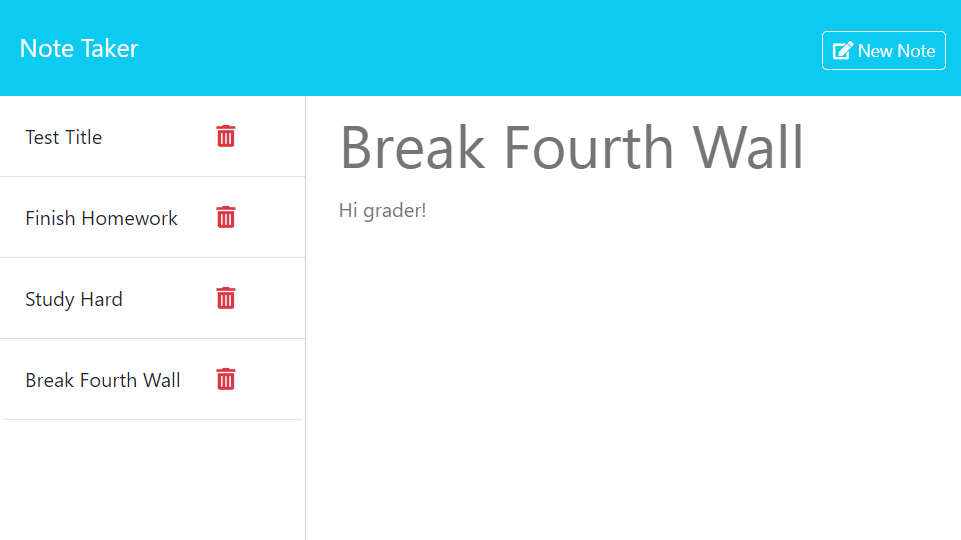 Note Taker
New Note
Test Title
Finish Homework
Study Hard
Break Fourth Wall
Break Fourth Wall
Hi grader!